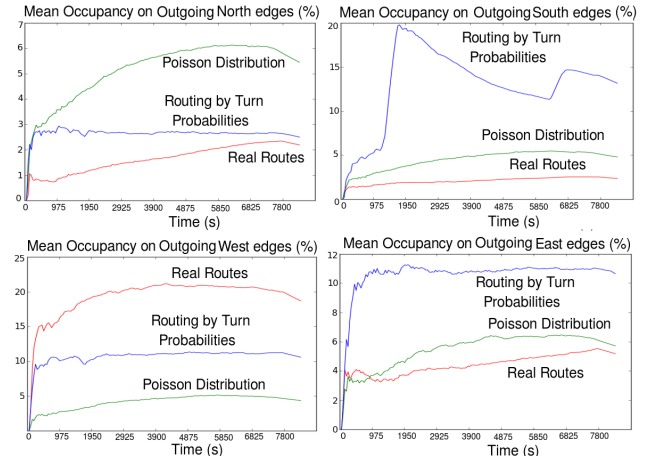 Mean Occupancy on Outgoing North edges (%)
7
6
5
4
3
2
1
0
Poisson Distribution
Routing by Turn
Probabilities
Real Routes
0 975 1950 2925 3900 4875 5850 6825 7800
Time (s)
Mean Occupancy on Outgoing South edges (%)
20
15
10
5
0
Routing by Turn
Probabilities
Poisson Distribution
Real Routes
0 975 1950 2925 3900 4875 5850 6825 7800
Time (s)
Mean Occupancy on Outgoing West edges (%)
25
20
15
10
5
Real Routes
Routing by Turn
Probabilities
Poisson Distribution
0 975 1950 2925 3900 4875 5850 6825 7800
Time (s)
Mean Occupancy on Outgoing East edges (%)
12
10
8
6
4
2
0
Routing by Turn
Probabilities
Poisson Distribution
Real Routes
0 975 1950 2925 3900 4875 5850 6825 7800
Time (s)